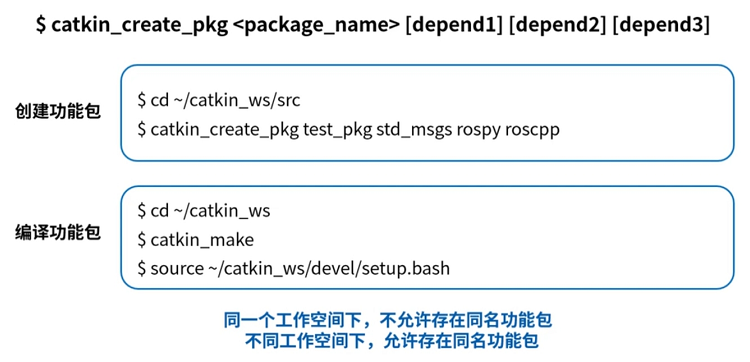 $ catkin_create_pkg <package_name> [depend1] [depend2] [depend3]
创建功能包
$ cd ~/catkin_ws/src
$ catkin_create_pkg test_pkg std_msgs rospy roscpp
编译功能包
$ cd ~/catkin_ws
$ catkin_make
$ source ~/catkin_ws/devel/setup.bash
同一个工作空间下，不允许存在同名功能包
不同工作空间下，允许存在同名功能包